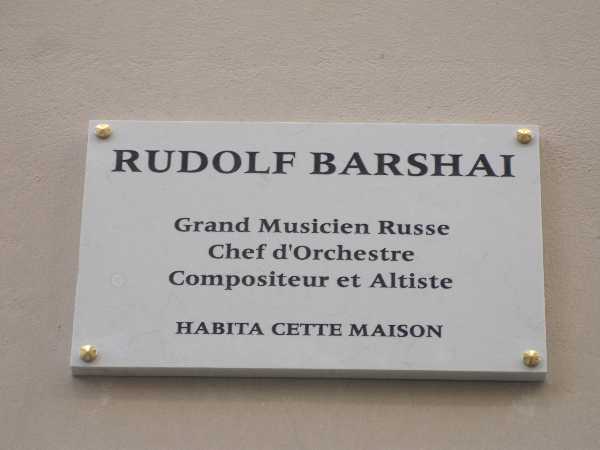 RUDOLF BARSHAI
Grand Musicien Russe
Chef d'Orchestre
Compositeur et Altiste
HABITA CETTE MAISON